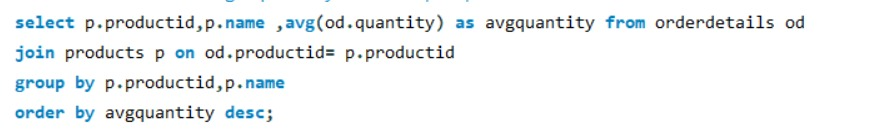 select p.productid,p.name ,avg(od.quantity) as avgquantity from orderdetails od
join products p on od.productid= p.productid
group by p.productid,p.name
order by avgquantity desc;